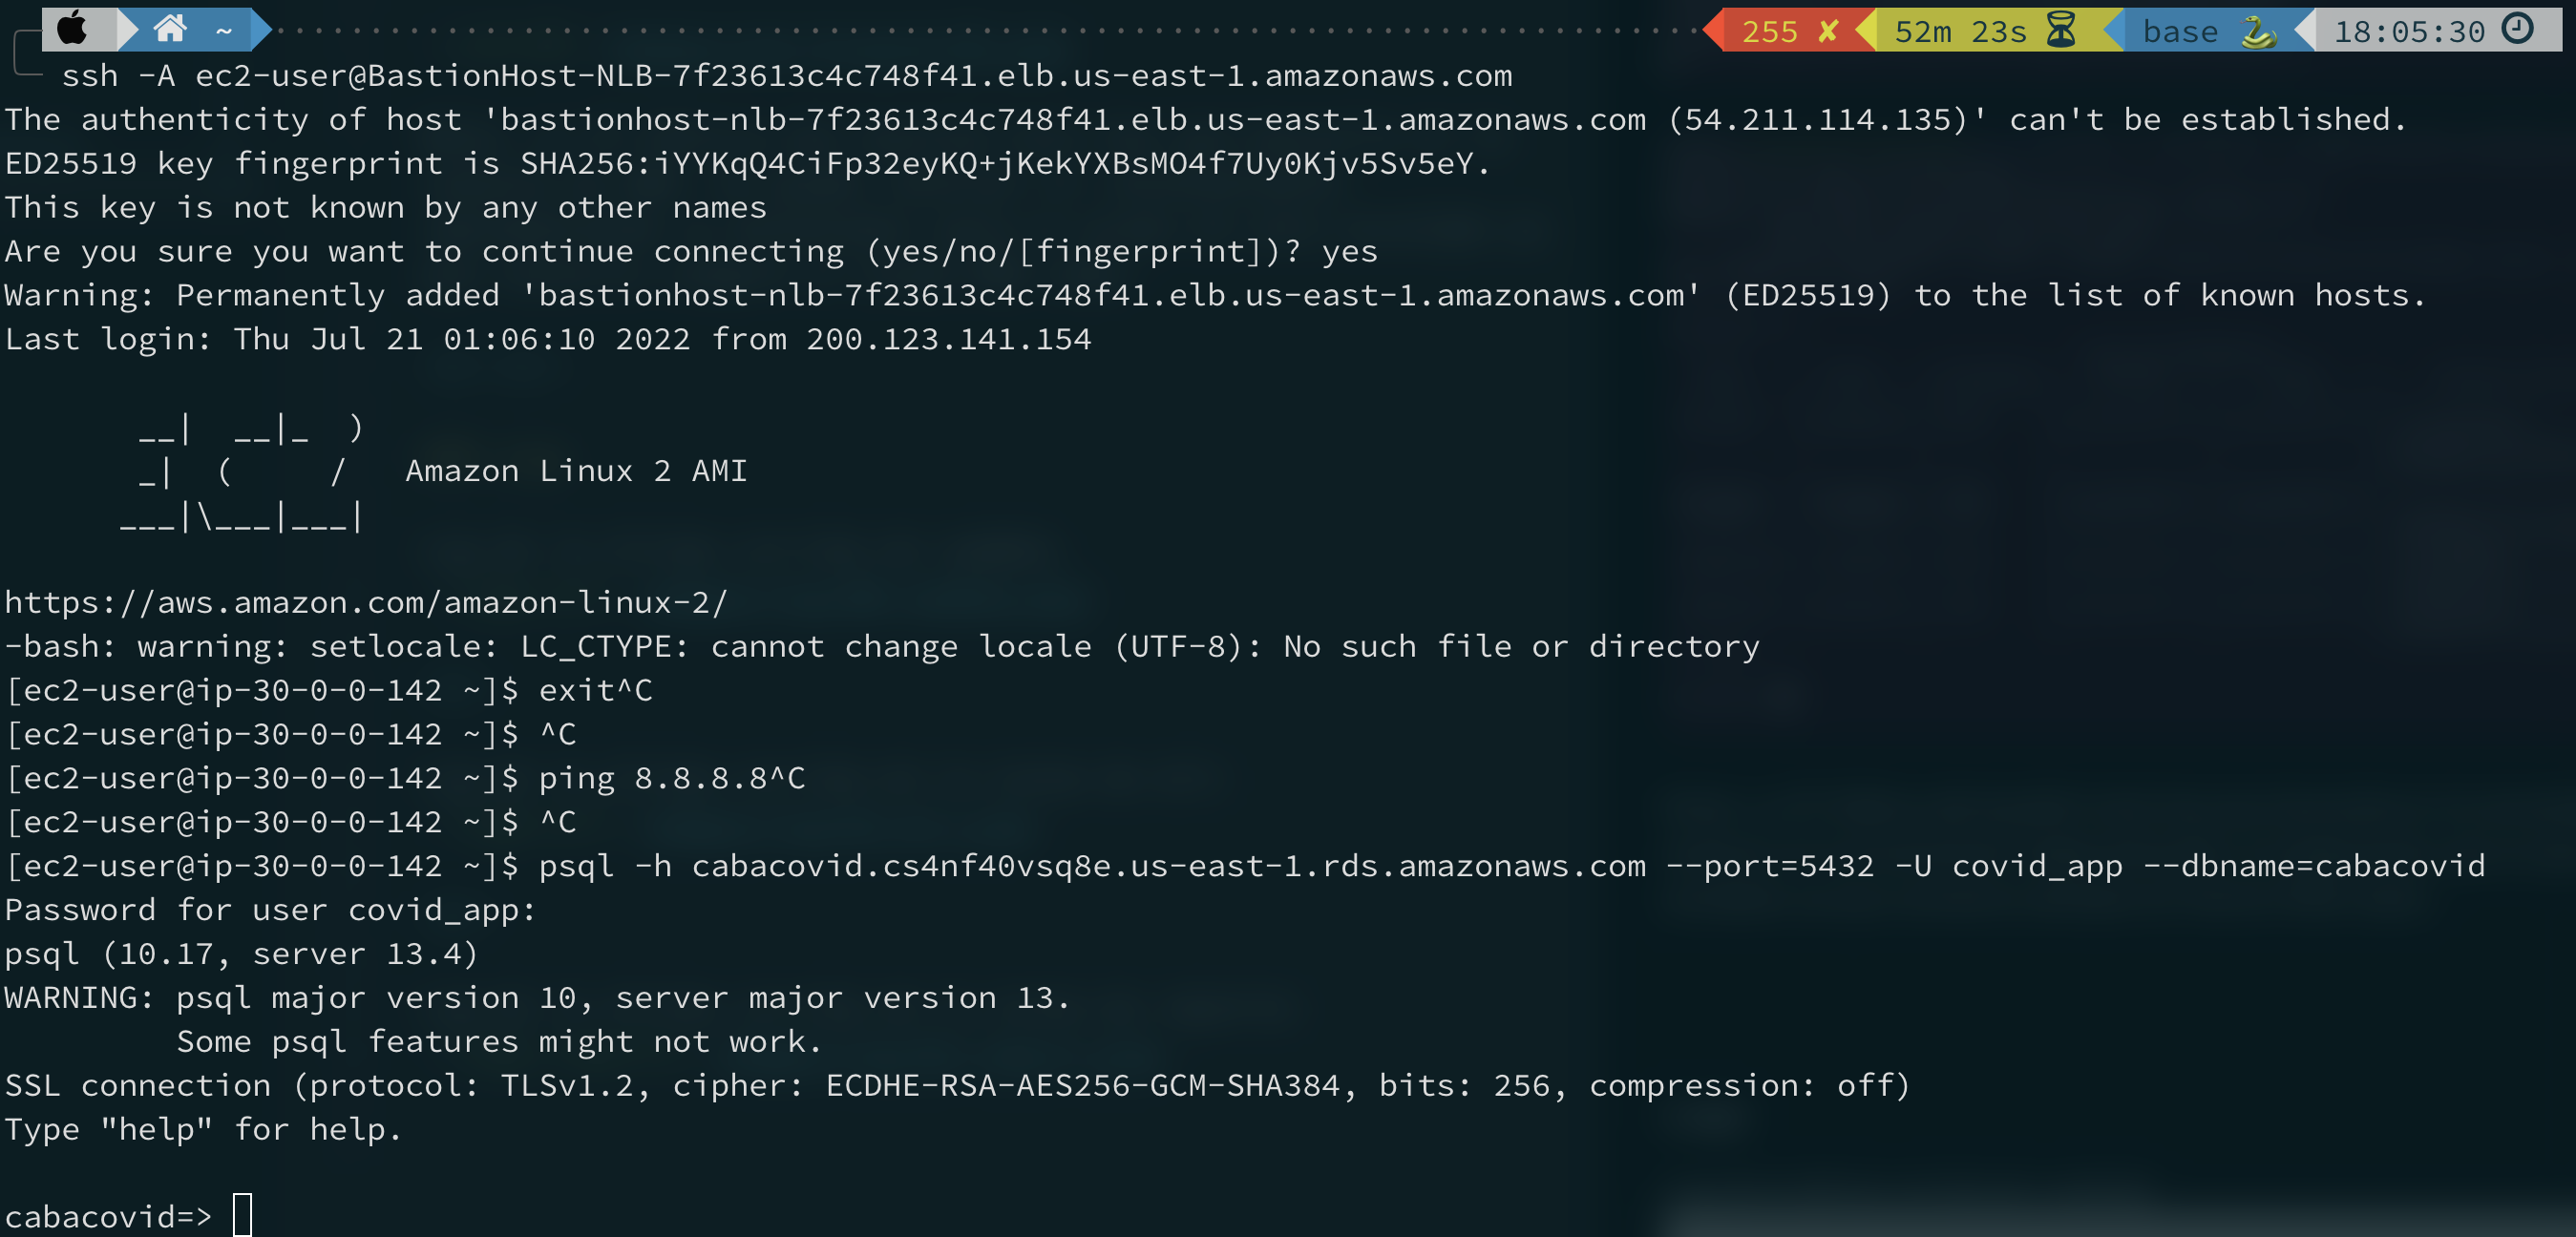 ~ 255 ✘ 52m 23s base 18:05:30
ssh -A ec2-user@BastionHost-NLB-7f23613c4c748f41.elb.us-east-1.amazonaws.com
The authenticity of host 'bastionhost-nlb-7f23613c4c748f41.elb.us-east-1.amazonaws.com (54.211.114.135)' can't be established.
ED25519 key fingerprint is SHA256:iYYKqQ4CiFp32eyKQ+jKekYXBsMO4f7Uy0Kjv5Sv5eY.
This key is not known by any other names
Are you sure you want to continue connecting (yes/no/[fingerprint])? yes
Warning: Permanently added 'bastionhost-nlb-7f23613c4c748f41.elb.us-east-1.amazonaws.com' (ED25519) to the list of known hosts.
Last login: Thu Jul 21 01:06:10 2022 from 200.123.141.154
       __|  __|_  )
       _|  (     /   Amazon Linux 2 AMI
      ___|\___|___|
https://aws.amazon.com/amazon-linux-2/
-bash: warning: setlocale: LC_CTYPE: cannot change locale (UTF-8): No such file or directory
[ec2-user@ip-30-0-0-142 ~]$ exit^C
[ec2-user@ip-30-0-0-142 ~]$ ^C
[ec2-user@ip-30-0-0-142 ~]$ ping 8.8.8.8^C
[ec2-user@ip-30-0-0-142 ~]$ ^C
[ec2-user@ip-30-0-0-142 ~]$ psql -h cabacovid.cs4nf40vsq8e.us-east-1.rds.amazonaws.com --port=5432 -U covid_app --dbname=cabacovid
Password for user covid_app:
psql (10.17, server 13.4)
WARNING: psql major version 10, server major version 13.
         Some psql features might not work.
SSL connection (protocol: TLSv1.2, cipher: ECDHE-RSA-AES256-GCM-SHA384, bits: 256, compression: off)
Type "help" for help.
cabacovid=>